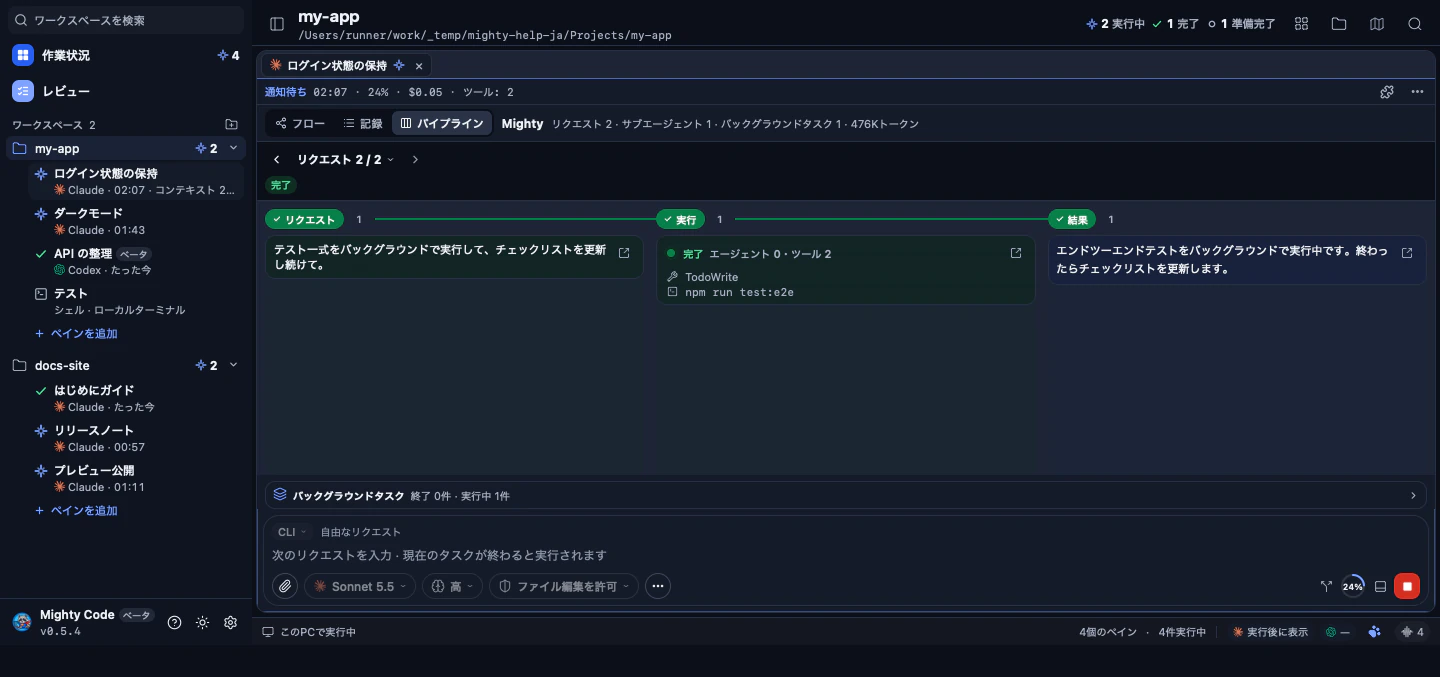 ワークスペースを検索
作業状況 4
レビュー
ワークスペース 2
my-app 2
ログイン状態の保持
Claude · 02:07 · コンテキスト 2...
ダークモード
Claude · 01:43
API の整理 ベータ
Codex · たった今
テスト
シェル · ローカルターミナル
+ ペインを追加
docs-site 2
はじめにガイド
Claude · たった今
リリースノート
Claude · 00:57
プレビュー公開
Claude · 01:11
+ ペインを追加
Mighty Code ベータ
v0.5.4
my-app
/Users/runner/work/_temp/mighty-help-ja/Projects/my-app
2 実行中 1 完了 1 準備完了
ログイン状態の保持
通知待ち 02:07 · 24% · $0.05 · ツール: 2
フロー 記録 パイプライン Mighty リクエスト 2 · サブエージェント 1 · バックグラウンドタスク 1 · 476Kトークン
リクエスト 2 / 2
完了
リクエスト 1
実行 1
結果 1
テスト一式をバックグラウンドで実行して、チェックリストを更新
し続けて。
完了 エージェント 0 · ツール 2
TodoWrite
npm run test:e2e
エンドツーエンドテストをバックグラウンドで実行中です。終わっ
たらチェックリストを更新します。
バックグラウンドタスク 終了 0件 · 実行中 1件
CLI 自由なリクエスト
次のリクエストを入力 · 現在のタスクが終わると実行されます
Sonnet 5.5 高 ファイル編集を許可
24%
このPCで実行中
4個のペイン · 4件実行中 実行後に表示 — 4